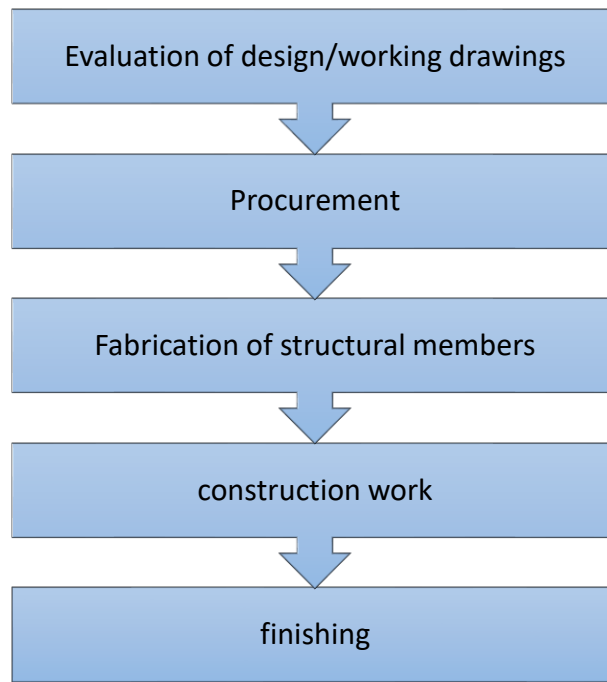 Evaluation of design/working drawings
Procurement
Fabrication of structural members
construction work
finishing